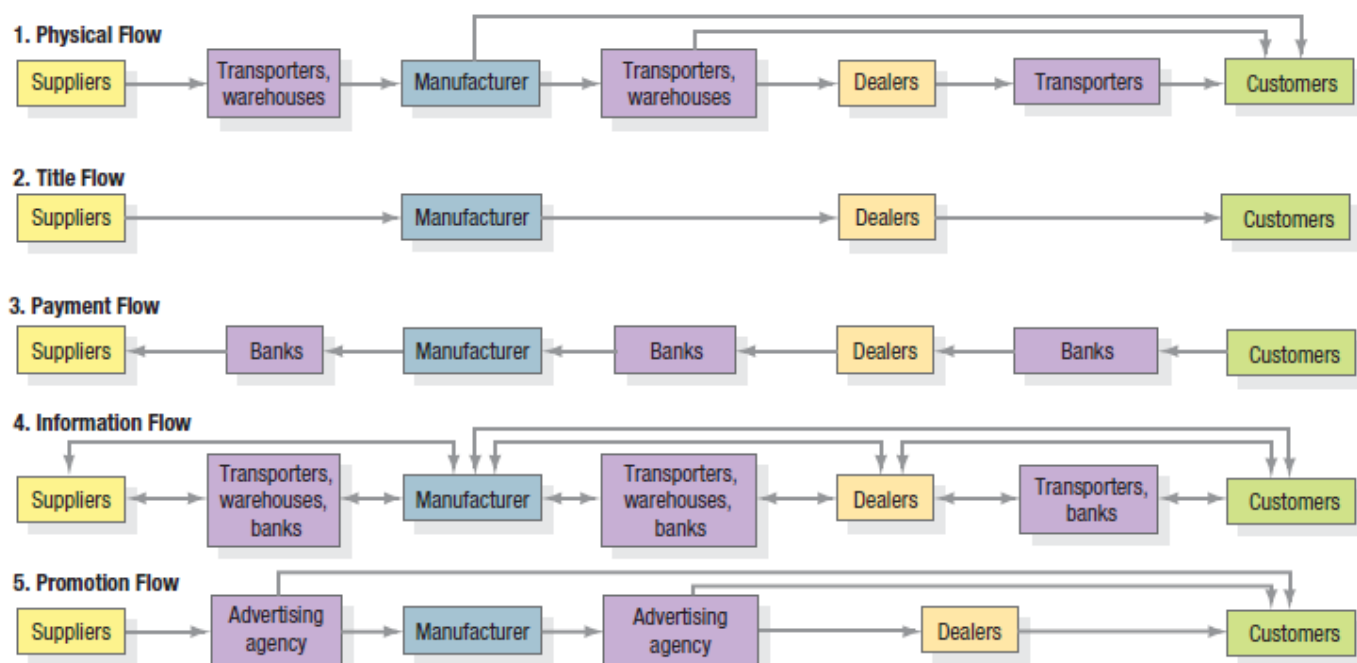 1. Physical Flow
Suppliers
Transporters,
warehouses
Manufacturer
Transporters,
warehouses
Dealers
Transporters
Customers
2. Title Flow
Suppliers
Manufacturer
Dealers
Customers
3. Payment Flow
Suppliers
Banks
Manufacturer
Banks
Dealers
Banks
Customers
4. Information Flow
Suppliers
Transporters,
warehouses,
banks
Manufacturer
Transporters,
warehouses,
banks
Dealers
Transporters,
banks
Customers
5. Promotion Flow
Suppliers
Advertising
agency
Manufacturer
Advertising
agency
Dealers
Customers